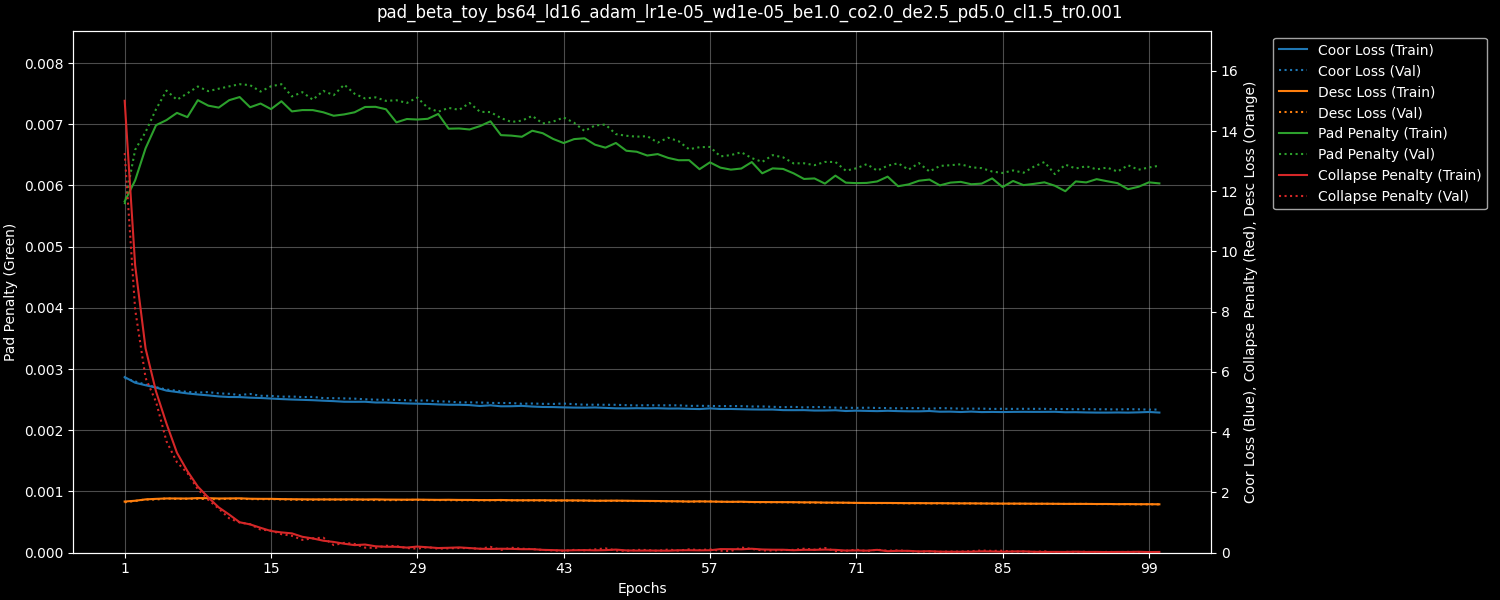 pad_beta_toy_bs64_ld16_adam_lr1e-05_wd1e-05_be1.0_co2.0_de2.5_pd5.0_cl1.5_tr0.001
Pad Penalty (Green)
0.008
0.007
0.006
0.005
0.004
0.003
0.002
0.001
0.000
1
15
29
43
57
71
85
99
Epochs
16
14
12
10
8
6
4
2
0
Coor Loss (Blue), Collapse Penalty (Red), Desc Loss (Orange)
Coor Loss (Train)
Coor Loss (Val)
Desc Loss (Train)
Desc Loss (Val)
Pad Penalty (Train)
Pad Penalty (Val)
Collapse Penalty (Train)
Collapse Penalty (Val)